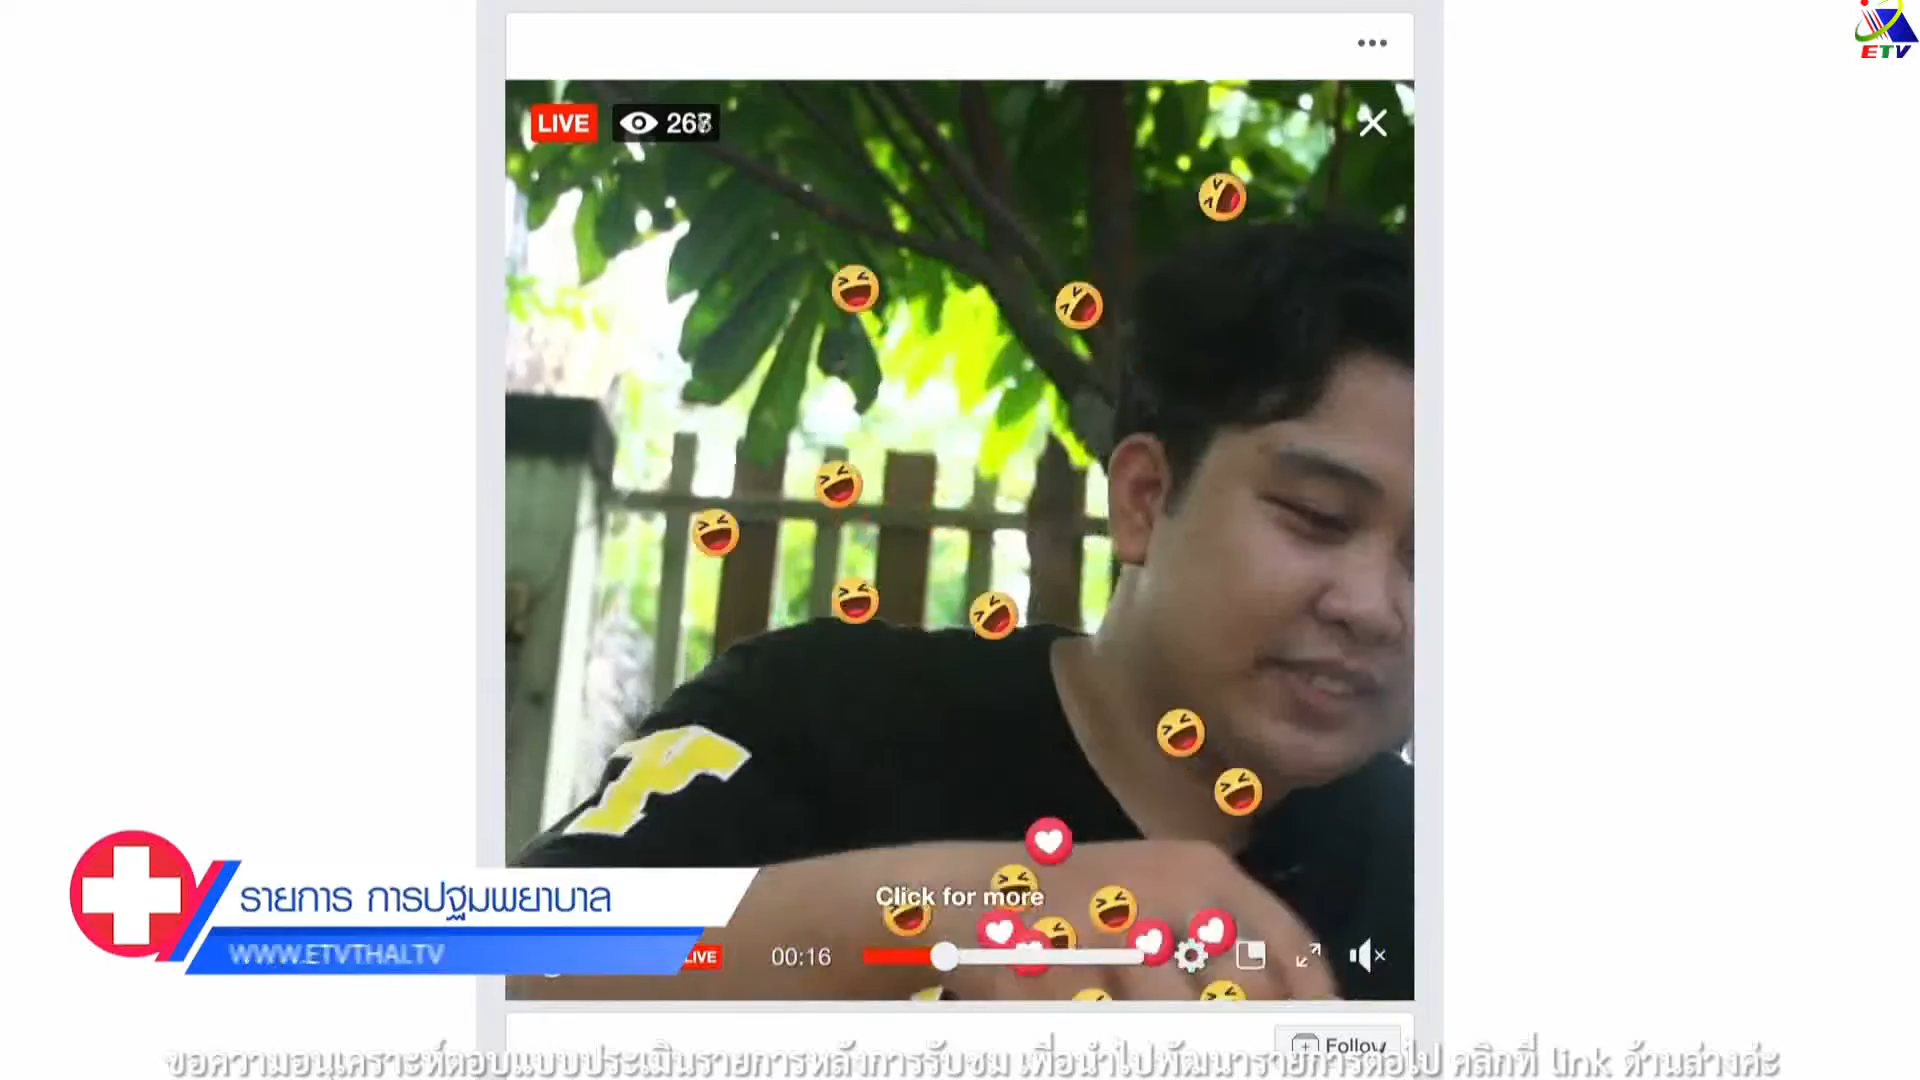 ETV
LIVE
Click for more
รายการ การปฐมพยาบาล
WWW.ETVTHAI.TV
LIVE
00:16
Follow
ขอความอนุเคราะห์ตอบแบบประเมินรายการหลังการรับชม เพื่อนำไปพัฒนารายการต่อไป คลิกที่ link ด้านล่างค่ะ